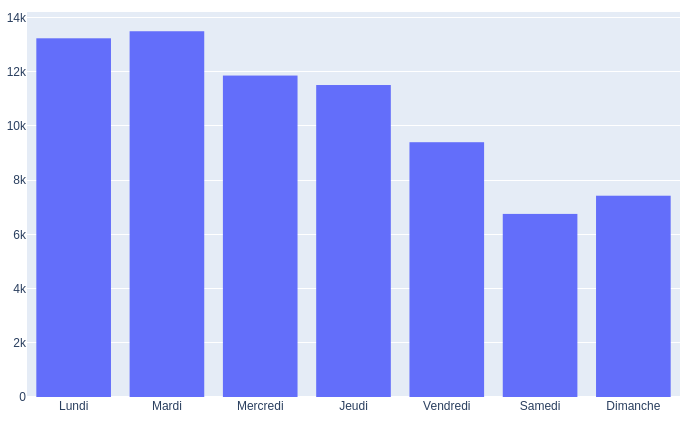 14k
12k
10k
8k
6k
4k
2k
0
Lundi Mardi Mercredi Jeudi Vendredi Samedi Dimanche